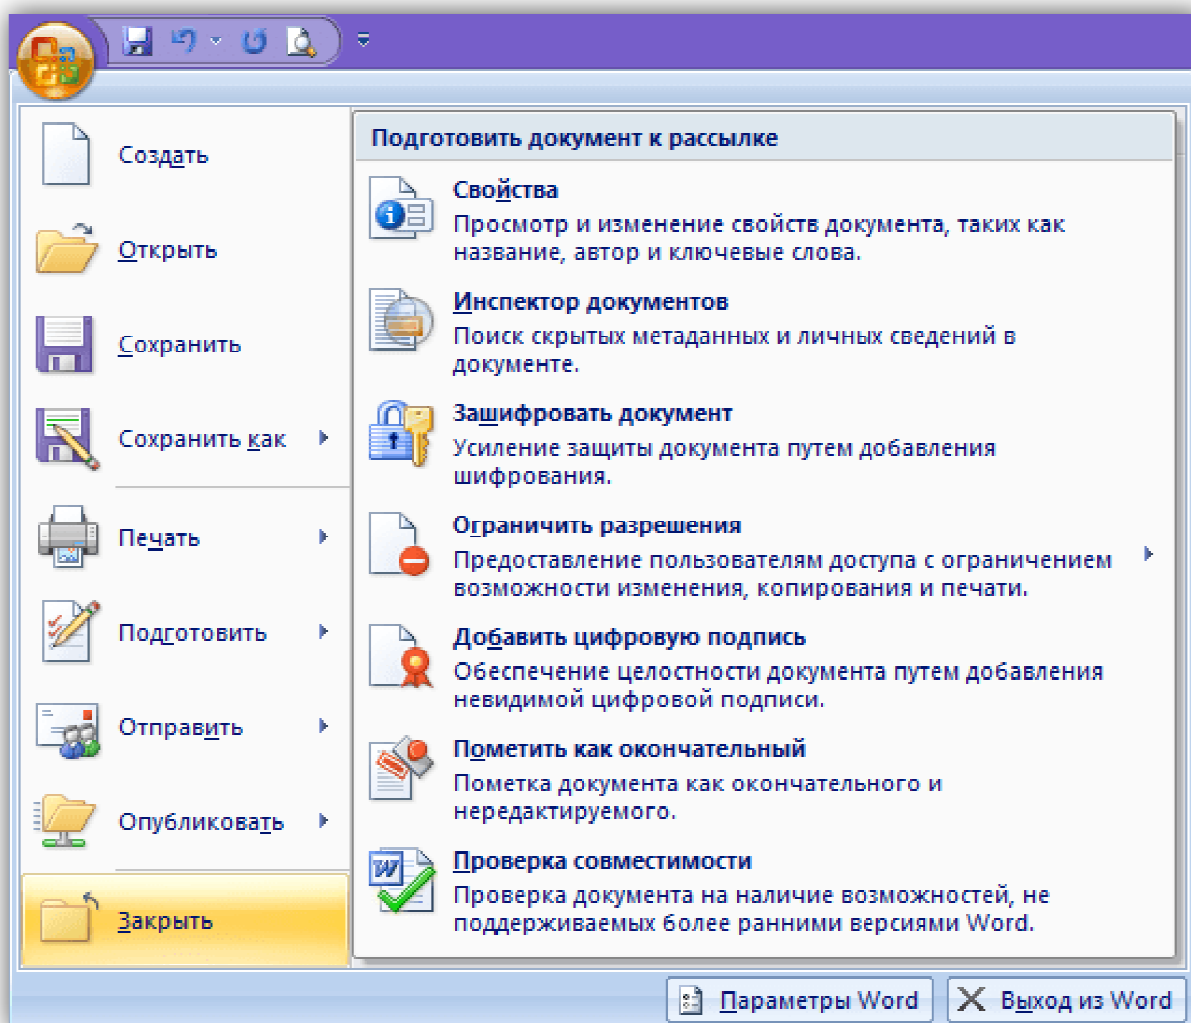 Создать
Открыть
Сохранить
Сохранить как
Печать
Подготовить
Отправить
Опубликовать
Закрыть
Подготовить документ к рассылке
Свойства
Просмотр и изменение свойств документа, таких как
название, автор и ключевые слова.
Инспектор документов
Поиск скрытых метаданных и личных сведений в
документе.
Зашифровать документ
Усиление защиты документа путем добавления
шифрования.
Ограничить разрешения
Предоставление пользователям доступа с ограничением
возможности изменения, копирования и печати.
Добавить цифровую подпись
Обеспечение целостности документа путем добавления
невидимой цифровой подписи.
Пометить как окончательный
Пометка документа как окончательного и
нередактируемого.
Проверка совместимости
Проверка документа на наличие возможностей, не
поддерживаемых более ранними версиями Word.
Параметры Word
Выход из Word